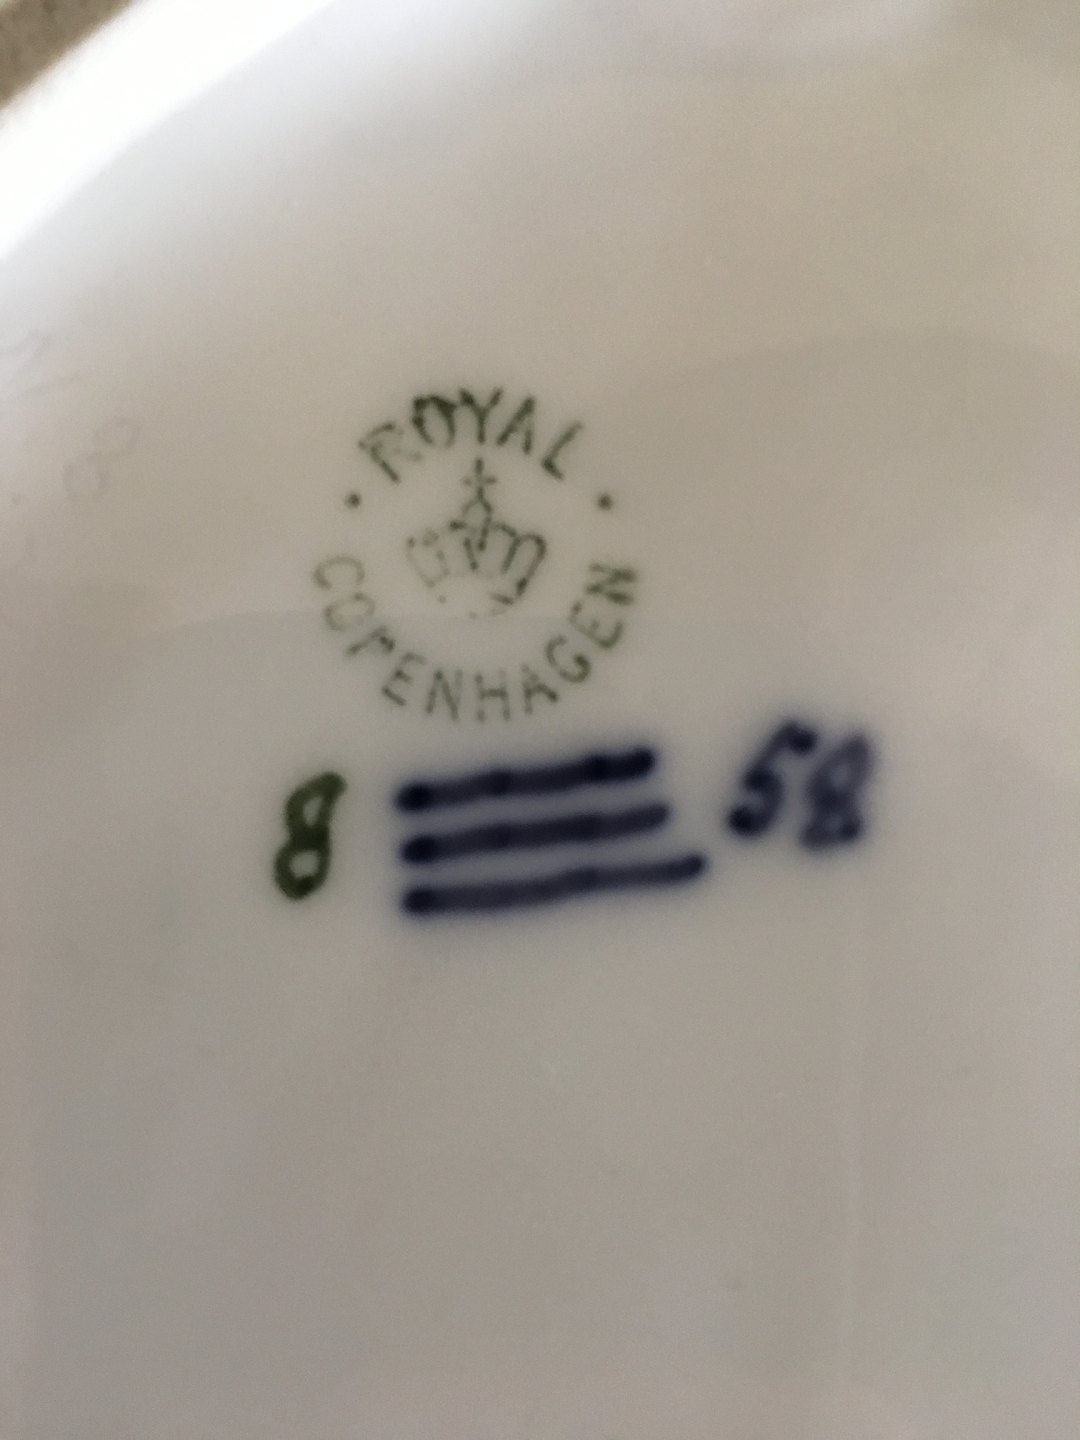 · ROYAL ·
COPENHAGEN
8 58